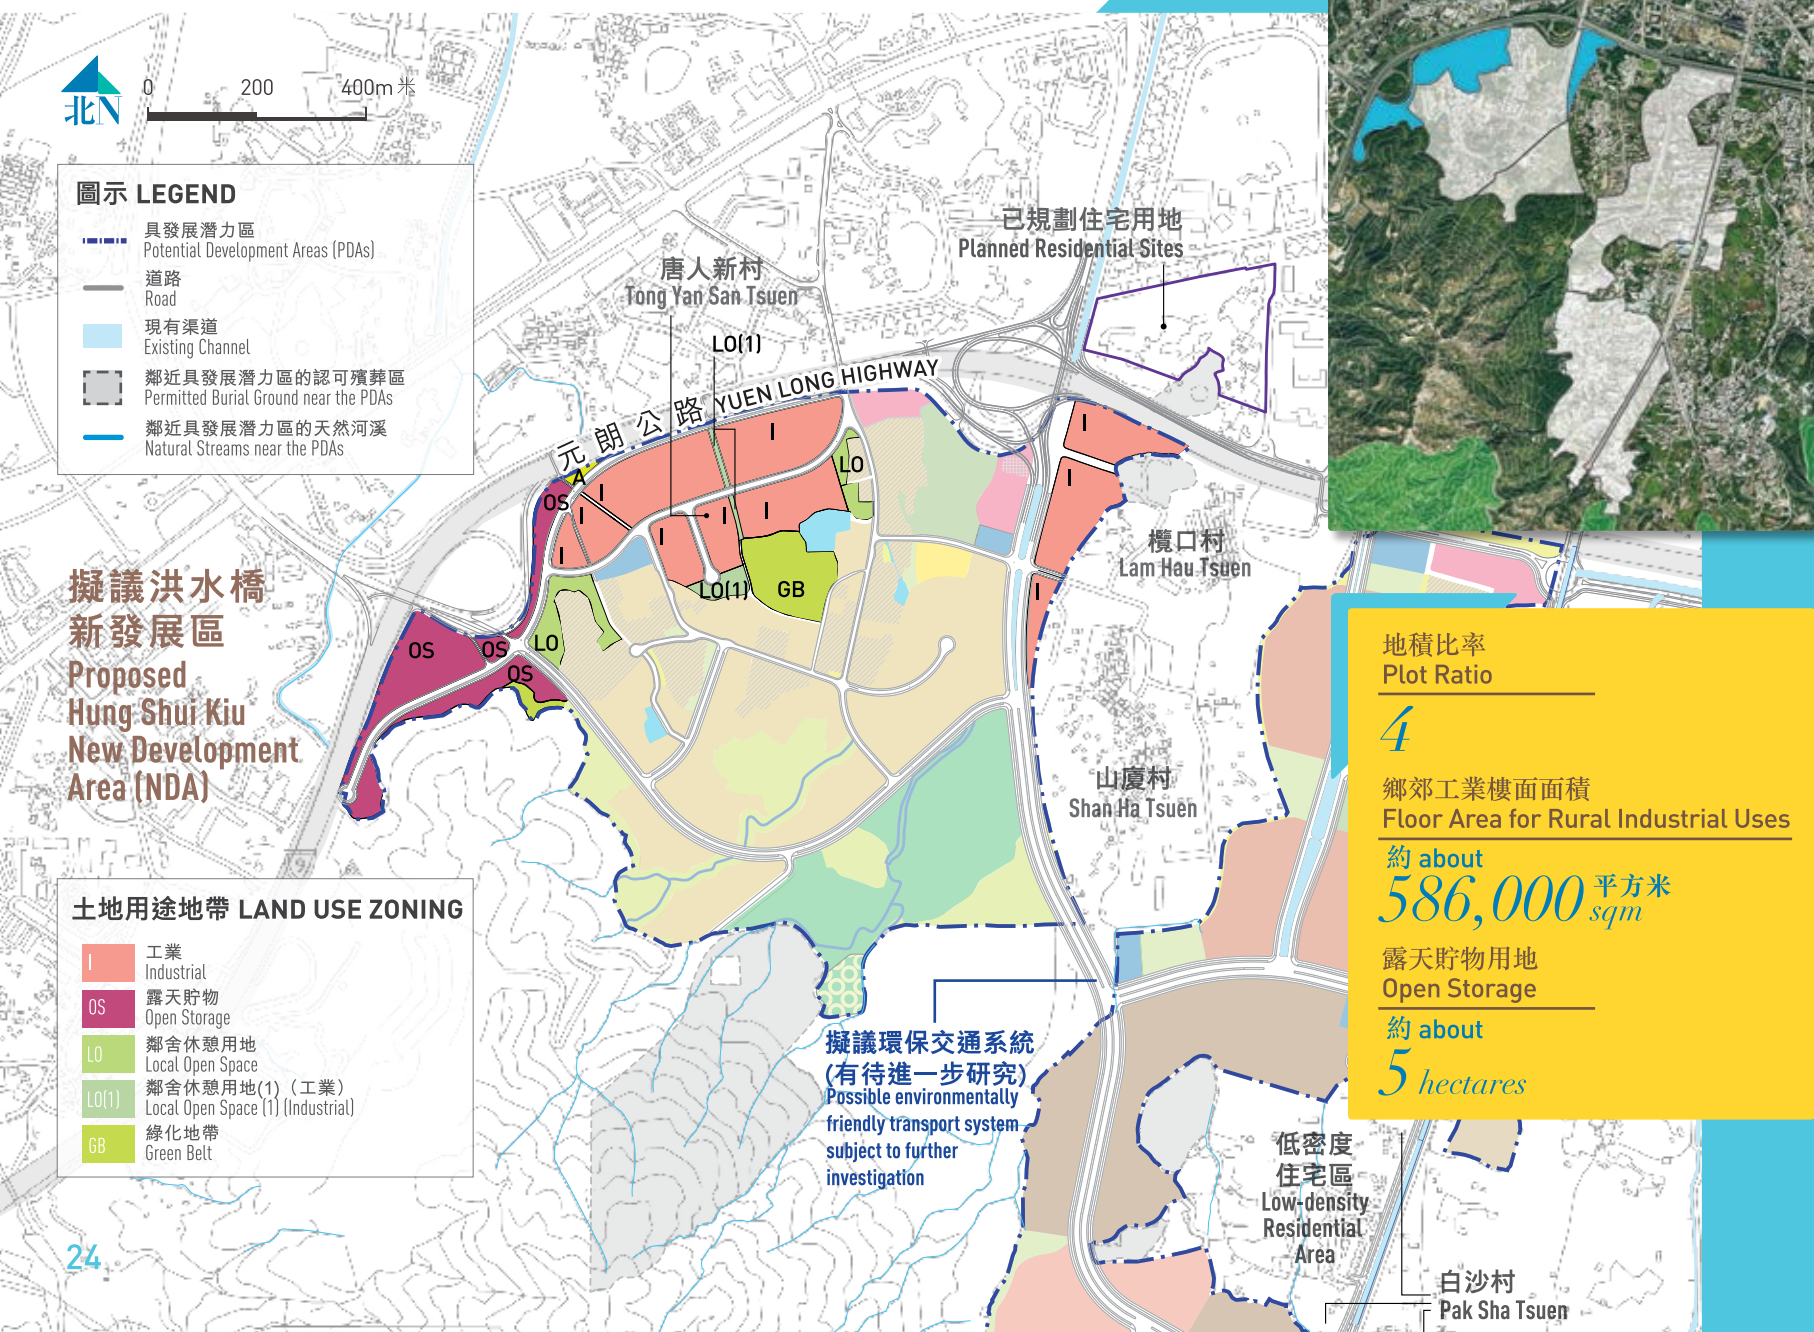 0 200 400m 米
北N
圖示 LEGEND
具發展潛力區
Potential Development Areas (PDAs)
道路
Road
現有渠道
Existing Channel
鄰近具發展潛力區的認可殯葬區
Permitted Burial Ground near the PDAs
鄰近具發展潛力區的天然河溪
Natural Streams near the PDAs
已規劃住宅用地
Planned Residential Sites
唐人新村
Tong Yan San Tsuen
LO(1)
元朗公路 YUEN LONG HIGHWAY
I
I
LO
I
A
I
OS
I
I
I
I
I
I
欖口村
Lam Hau Tsuen
擬議洪水橋
新發展區
Proposed
Hung Shui Kiu
New Development
Area (NDA)
LO(1)
GB
I
OS
OS
LO
OS
山廈村
Shan Ha Tsuen
9
地積比率
Plot Ratio
4
鄉郊工業樓面面積
Floor Area for Rural Industrial Uses
約 about
586,000 平方米
sqm
露天貯物用地
Open Storage
約 about
5 hectares
土地用途地帶 LAND USE ZONING
I
工業
Industrial
OS
露天貯物
Open Storage
LO
鄰舍休憩用地
Local Open Space
LO(1)
鄰舍休憩用地(1)（工業）
Local Open Space (1) (Industrial)
GB
綠化地帶
Green Belt
擬議環保交通系統
(有待進一步研究)
Possible environmentally
friendly transport system
subject to further
investigation
低密度
住宅區
Low-density
Residential
Area
白沙村
Pak Sha Tsuen
24